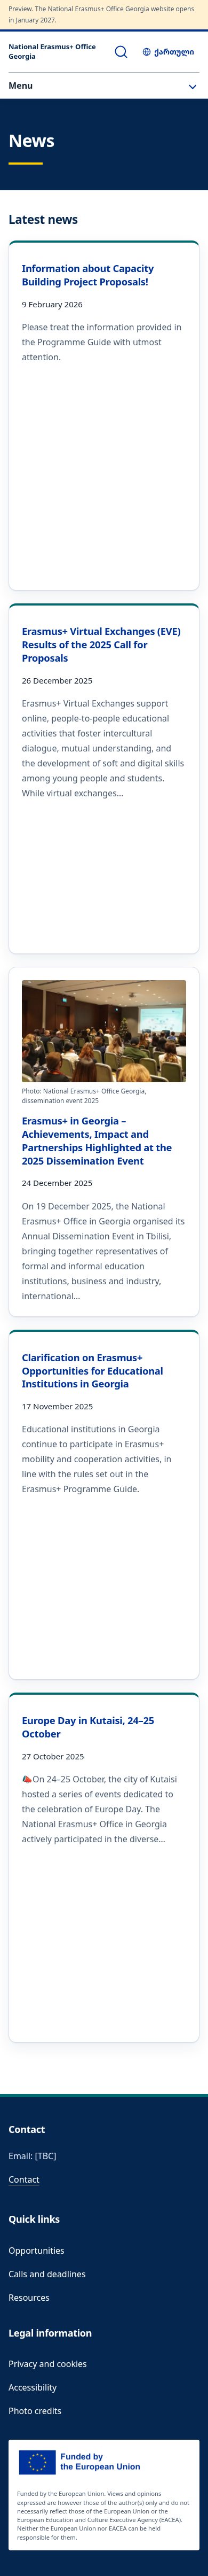 Preview. The National Erasmus+ Office Georgia website opens
in January 2027.
National Erasmus+ Office
Georgia
ქართული
Menu
News
Latest news
Information about Capacity
Building Project Proposals!
9 February 2026
Please treat the information provided in
the Programme Guide with utmost
attention.
Erasmus+ Virtual Exchanges (EVE)
Results of the 2025 Call for
Proposals
26 December 2025
Erasmus+ Virtual Exchanges support
online, people-to-people educational
activities that foster intercultural
dialogue, mutual understanding, and
the development of soft and digital skills
among young people and students.
While virtual exchanges…
Photo: National Erasmus+ Office Georgia,
dissemination event 2025
Erasmus+ in Georgia –
Achievements, Impact and
Partnerships Highlighted at the
2025 Dissemination Event
24 December 2025
On 19 December 2025, the National
Erasmus+ Office in Georgia organised its
Annual Dissemination Event in Tbilisi,
bringing together representatives of
formal and informal education
institutions, business and industry,
international…
Clarification on Erasmus+
Opportunities for Educational
Institutions in Georgia
17 November 2025
Educational institutions in Georgia
continue to participate in Erasmus+
mobility and cooperation activities, in
line with the rules set out in the
Erasmus+ Programme Guide.
Europe Day in Kutaisi, 24–25
October
27 October 2025
📣On 24–25 October, the city of Kutaisi
hosted a series of events dedicated to
the celebration of Europe Day. The
National Erasmus+ Office in Georgia
actively participated in the diverse…
Contact
Email: [TBC]
Contact
Quick links
Opportunities
Calls and deadlines
Resources
Legal information
Privacy and cookies
Accessibility
Photo credits
Funded by
the European Union
Funded by the European Union. Views and opinions
expressed are however those of the author(s) only and do not
necessarily reflect those of the European Union or the
European Education and Culture Executive Agency (EACEA).
Neither the European Union nor EACEA can be held
responsible for them.